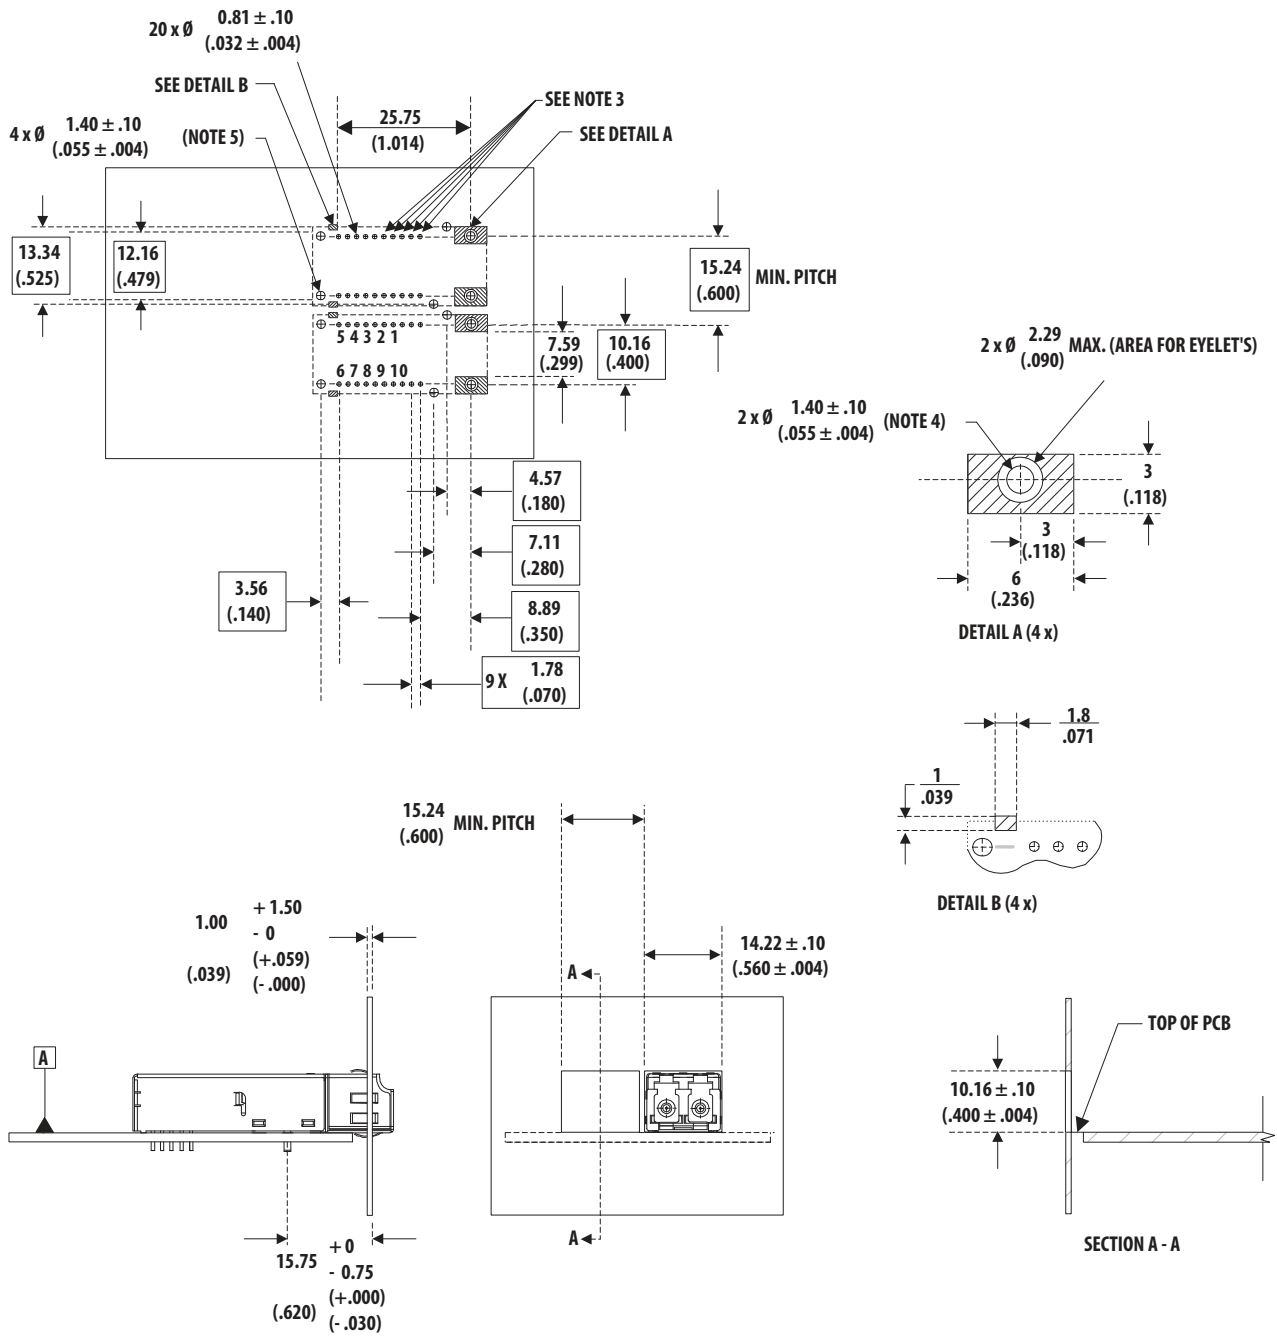 20 x Ø 0.81 ± .10
(.032 ± .004)
SEE DETAIL B
4 x Ø 1.40 ± .10
(.055 ± .004)
(NOTE 5)
25.75
(1.014)
SEE NOTE 3
SEE DETAIL A
13.34
(.525)
12.16
(.479)
15.24
(.600)
MIN. PITCH
5 4 3 2 1
6 7 8 9 10
7.59
(.299)
10.16
(.400)
4.57
(.180)
7.11
(.280)
3.56
(.140)
8.89
(.350)
9 X 1.78
(.070)
2 x Ø 2.29 MAX. (AREA FOR EYELET'S)
(.090)
2 x Ø 1.40 ± .10 (NOTE 4)
(.055 ± .004)
3
(.118)
3
(.118)
6
(.236)
DETAIL A (4 x)
1.8
.071
1
.039
DETAIL B (4 x)
15.24
(.600)
MIN. PITCH
1.00 + 1.50
- 0
(.039) (+.059)
(- .000)
A
14.22 ± .10
(.560 ± .004)
A
A
15.75 + 0
- 0.75
(.620) (+.000)
(- .030)
TOP OF PCB
10.16 ± .10
(.400 ± .004)
SECTION A - A